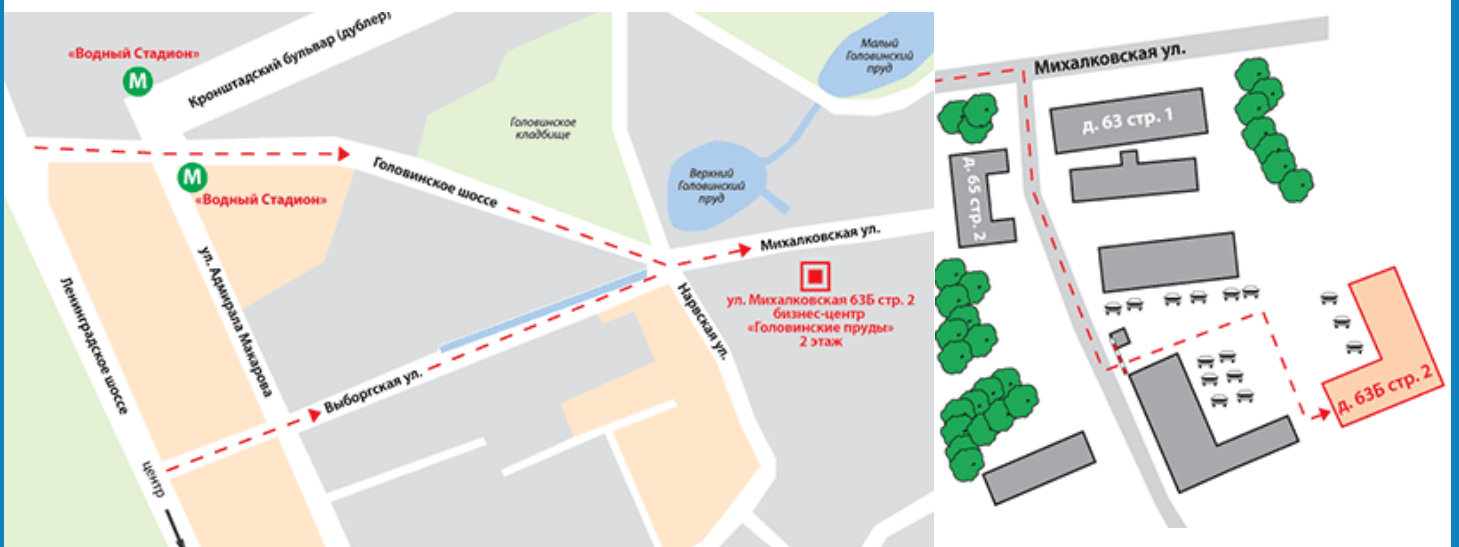 «Водный Стадион»
М
Кронштадский бульвар (дублер)
Малый
Головинский
пруд
Головинское
кладбище
Головинское шоссе
М
«Водный Стадион»
Верхний
Головинский
пруд
Михалковская ул.
ул. Михалковская 63Б стр. 2
бизнес-центр
«Головинские пруды»
2 этаж
Ленинградское шоссе
ул. Адмирала Макарова
Нарвская ул.
Выборгская ул.
центр
Михалковская ул.
д. 63 стр. 1
д. 65 стр. 2
д. 63Б стр. 2